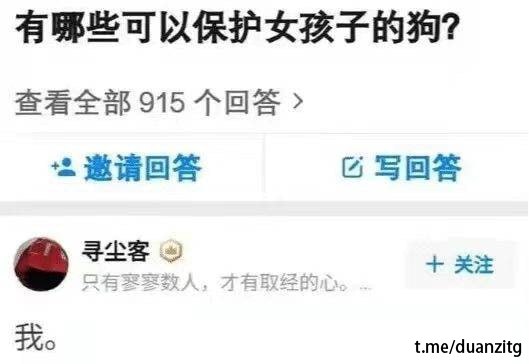 有哪些可以保护女孩子的狗?
查看全部 915 个回答 >
邀请回答
写回答
寻尘客
只有寥寥数人，才有取经的心。...
+ 关注
我。
t.me/duanzitg